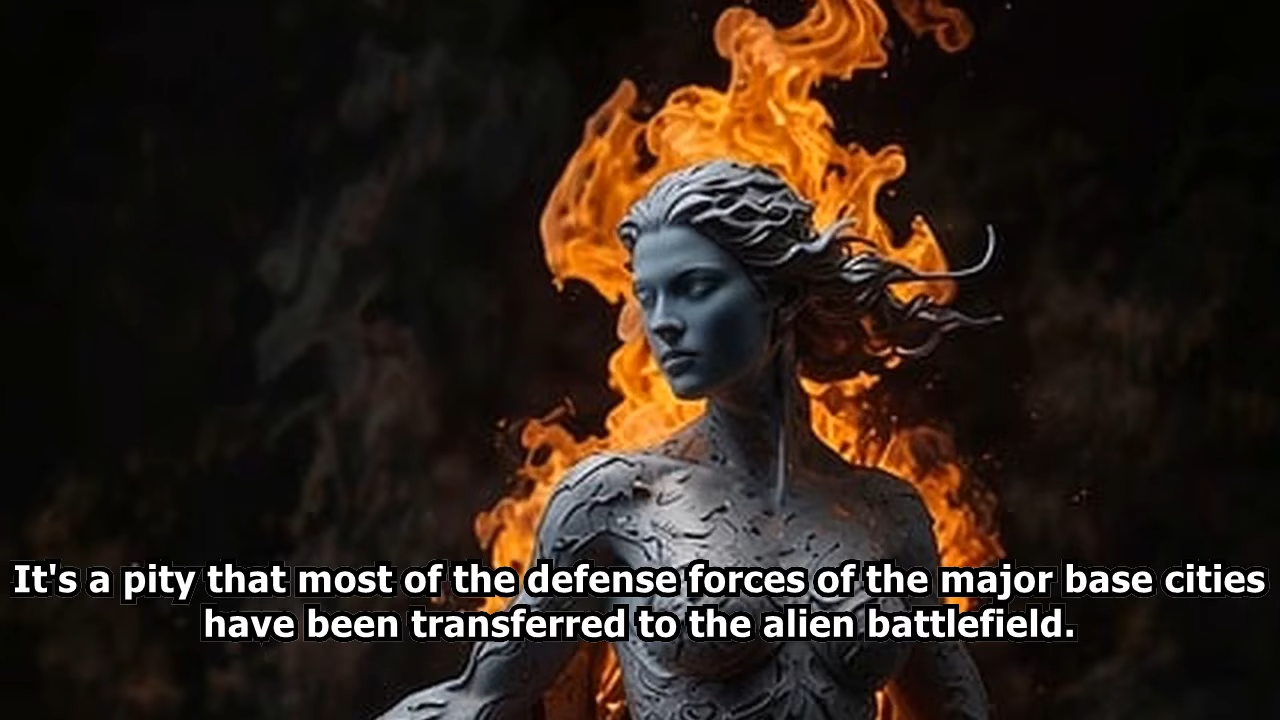 It's a pity that most of the defense forces of the major base cities
have been transferred to the alien battlefield.